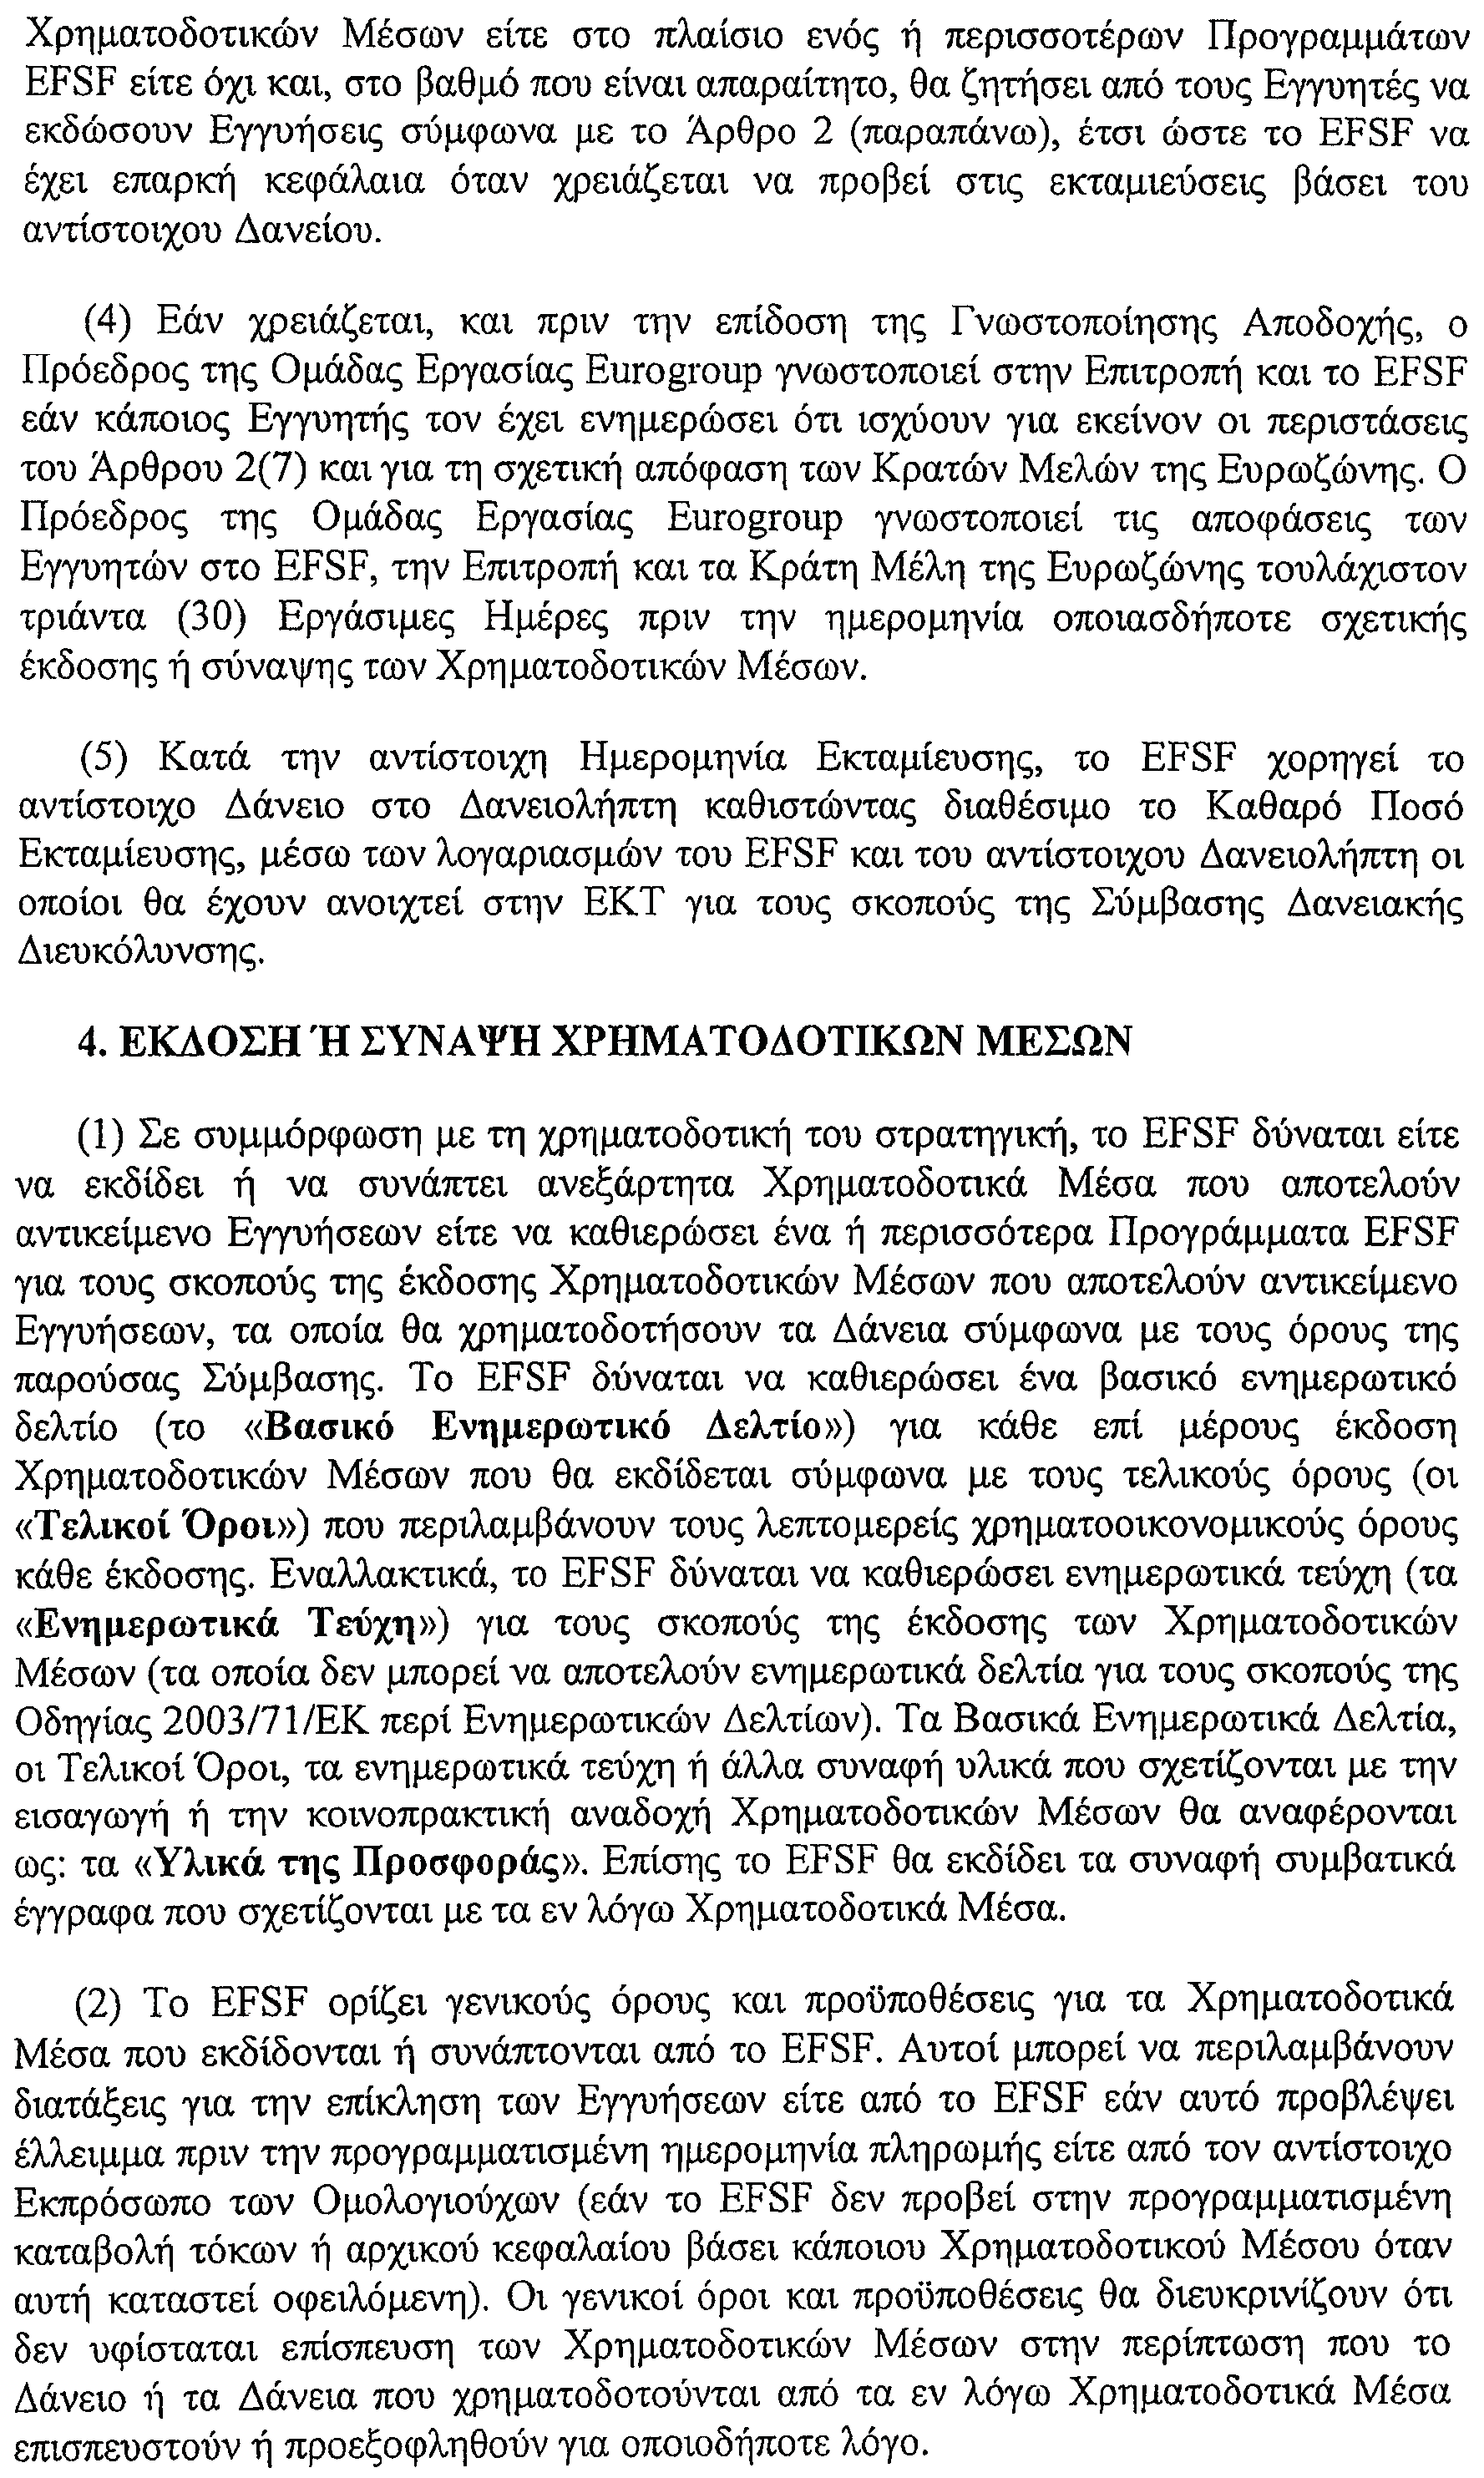 Χρηματοδοτικών Μέσων είτε στο πλαίσιο ενός ή περισσοτέρων Προγραμμάτων
EFSF είτε όχι και, στο βαθμό που είναι απαραίτητο, θα ζητήσει από τους Εγγυητές να
εκδώσουν Εγγυήσεις σύμφωνα με το Άρθρο 2 (παραπάνω), έτσι ώστε το EFSF να
έχει επαρκή κεφάλαια όταν χρειάζεται να προβεί στις εκταμιεύσεις βάσει του
αντίστοιχου Δανείου.
(4) Εάν χρειάζεται, και πριν την επίδοση της Γνωστοποίησης Αποδοχής, ο
Πρόεδρος της Ομάδας Εργασίας Eurogroup γνωστοποιεί στην Επιτροπή και το EFSF
εάν κάποιος Εγγυητής τον έχει ενημερώσει ότι ισχύουν για εκείνον οι περιστάσεις
του Άρθρου 2(7) και για τη σχετική απόφαση των Κρατών Μελών της Ευρωζώνης. Ο
Πρόεδρος της Ομάδας Εργασίας Eurogroup γνωστοποιεί τις αποφάσεις των
Εγγυητών στο EFSF, την Επιτροπή και τα Κράτη Μέλη της Ευρωζώνης τουλάχιστον
τριάντα (30) Εργάσιμες Ημέρες πριν την ημερομηνία οποιασδήποτε σχετικής
έκδοσης ή σύναψης των Χρηματοδοτικών Μέσων.
(5) Κατά την αντίστοιχη Ημερομηνία Εκταμίευσης, το EFSF χορηγεί το
αντίστοιχο Δάνειο στο Δανειολήπτη καθιστώντας διαθέσιμο το Καθαρό Ποσό
Εκταμίευσης, μέσω των λογαριασμών του EFSF και του αντίστοιχου Δανειολήπτη οι
οποίοι θα έχουν ανοιχτεί στην ΕΚΤ για τους σκοπούς της Σύμβασης Δανειακής
Διευκόλυνσης.
4. ΕΚΔΟΣΗ Ή ΣΥΝΑΨΗ ΧΡΗΜΑΤΟΔΟΤΙΚΩΝ ΜΕΣΩΝ
(1) Σε συμμόρφωση με τη χρηματοδοτική του στρατηγική, το EFSF δύναται είτε
να εκδίδει ή να συνάπτει ανεξάρτητα Χρηματοδοτικά Μέσα που αποτελούν
αντικείμενο Εγγυήσεων είτε να καθιερώσει ένα ή περισσότερα Προγράμματα EFSF
για τους σκοπούς της έκδοσης Χρηματοδοτικών Μέσων που αποτελούν αντικείμενο
Εγγυήσεων, τα οποία θα χρηματοδοτήσουν τα Δάνεια σύμφωνα με τους όρους της
παρούσας Σύμβασης. Το EFSF δύναται να καθιερώσει ένα βασικό ενημερωτικό
δελτίο (το «Βασικό Ενημερωτικό Δελτίο») για κάθε επί μέρους έκδοση
Χρηματοδοτικών Μέσων που θα εκδίδεται σύμφωνα με τους τελικούς όρους (οι
«Τελικοί Όροι») που περιλαμβάνουν τους λεπτομερείς χρηματοοικονομικούς όρους
κάθε έκδοσης. Εναλλακτικά, το EFSF δύναται να καθιερώσει ενημερωτικά τεύχη (τα
«Ενημερωτικά Τεύχη») για τους σκοπούς της έκδοσης των Χρηματοδοτικών
Μέσων (τα οποία δεν μπορεί να αποτελούν ενημερωτικά δελτία για τους σκοπούς της
Οδηγίας 2003/71/ΕΚ περί Ενημερωτικών Δελτίων). Τα Βασικά Ενημερωτικά Δελτία,
οι Τελικοί Όροι, τα ενημερωτικά τεύχη ή άλλα συναφή υλικά που σχετίζονται με την
εισαγωγή ή την κοινοπρακτική αναδοχή Χρηματοδοτικών Μέσων θα αναφέρονται
ως: τα «Υλικά της Προσφοράς». Επίσης το EFSF θα εκδίδει τα συναφή συμβατικά
έγγραφα που σχετίζονται με τα εν λόγω Χρηματοδοτικά Μέσα.
(2) Το EFSF ορίζει γενικούς όρους και προϋποθέσεις για τα Χρηματοδοτικά
Μέσα που εκδίδονται ή συνάπτονται από το EFSF. Αυτοί μπορεί να περιλαμβάνουν
διατάξεις για την επίκληση των Εγγυήσεων είτε από το EFSF εάν αυτό προβλέψει
έλλειμμα πριν την προγραμματισμένη ημερομηνία πληρωμής είτε από τον αντίστοιχο
Εκπρόσωπο των Ομολογιούχων (εάν το EFSF δεν προβεί στην προγραμματισμένη
καταβολή τόκων ή αρχικού κεφαλαίου βάσει κάποιου Χρηματοδοτικού Μέσου όταν
αυτή καταστεί οφειλόμενη). Οι γενικοί όροι και προϋποθέσεις θα διευκρινίζουν ότι
δεν υφίσταται επίσπευση των Χρηματοδοτικών Μέσων στην περίπτωση που το
Δάνειο ή τα Δάνεια που χρηματοδοτούνται από τα εν λόγω Χρηματοδοτικά Μέσα
επισπευστούν ή προεξοφληθούν για οποιοδήποτε λόγο.